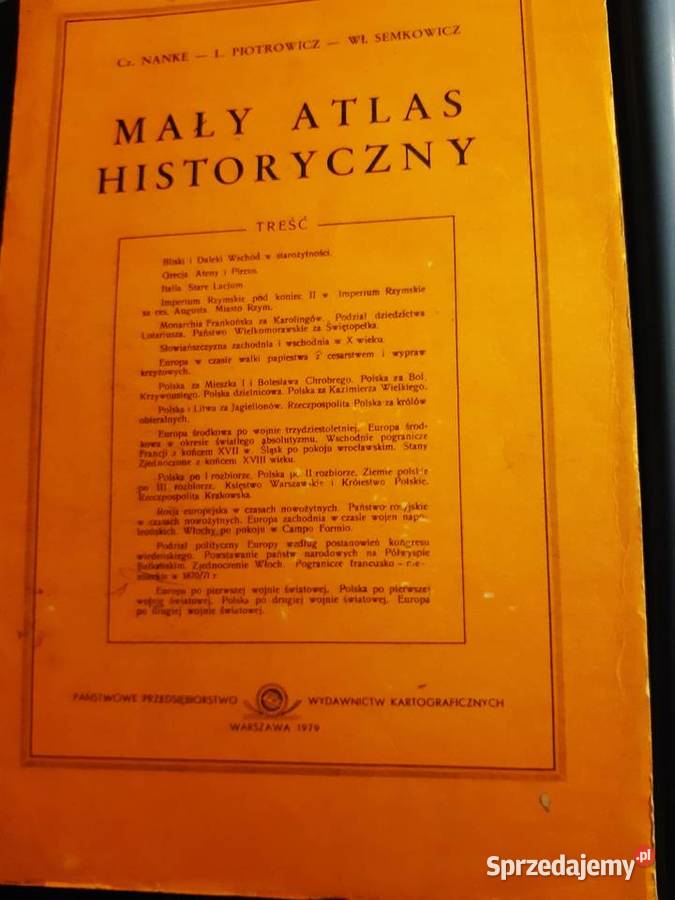 Cz. NANKE — L. PIOTROWICZ — Wł. SEMKOWICZ
MAŁY ATLAS
HISTORYCZNY
TREŚĆ
Bliski i Daleki Wschód w starożytności.
Grecja Ateny i Pireus
Italia Stare Lacjum
Imperium Rzymskie pod koniec II w Imperium Rzymskie
za ces. Augusta. Miasto Rzym.
Monarchia Frankońska za Karolingów. Podział dziedzictwa
Lotariusza. Państwo Wielkomorawskie za Świętopełka.
Słowiańszczyzna zachodnia i wschodnia w X wieku.
Europa w czasie walki papiestwa z cesarstwem i wypraw
krzyżowych.
Polska za Mieszka I i Bolesława Chrobrego. Polska za Bol.
Krzywoustego. Polska dzielnicowa. Polska za Kazimierza Wielkiego.
Polska i Litwa za Jagiellonów. Rzeczpospolita Polska za królów
obieralnych.
Europa środkowa po wojnie trzydziestoletniej. Europa środ-
kowa w okresie światłego absolutyzmu. Wschodnie pogranicze
Francji z końcem XVII w. Śląsk po pokoju wrocławskim. Stany
Zjednoczone z końcem XVIII wieku.
Polska po I rozbiorze. Polska po II rozbiorze. Ziemie polskie
po III rozbiorze. Księstwo Warszawskie i Królestwo Polskie.
Rzeczpospolita Krakowska.
Rosja europejska w czasach nowożytnych. Państwo rosyjskie
w czasach nowożytnych. Europa zachodnia w czasie wojen napo-
leońskich. Włochy po pokoju w Campo Formio.
Podział polityczny Europy według postanowień kongresu
wiedeńskiego. Powstawanie państw narodowych na Półwyspie
Bałkańskim. Zjednoczenie Włoch. Pogranicze francusko-nie-
mieckie w 1870/71 r.
Europa po pierwszej wojnie światowej. Polska po pierwszej
wojnie światowej. Polska po drugiej wojnie światowej. Europa
po drugiej wojnie światowej.
PAŃSTWOWE PRZEDSIĘBIORSTWO WYDAWNICTW KARTOGRAFICZNYCH
WARSZAWA 1979
Sprzedajemy.pl